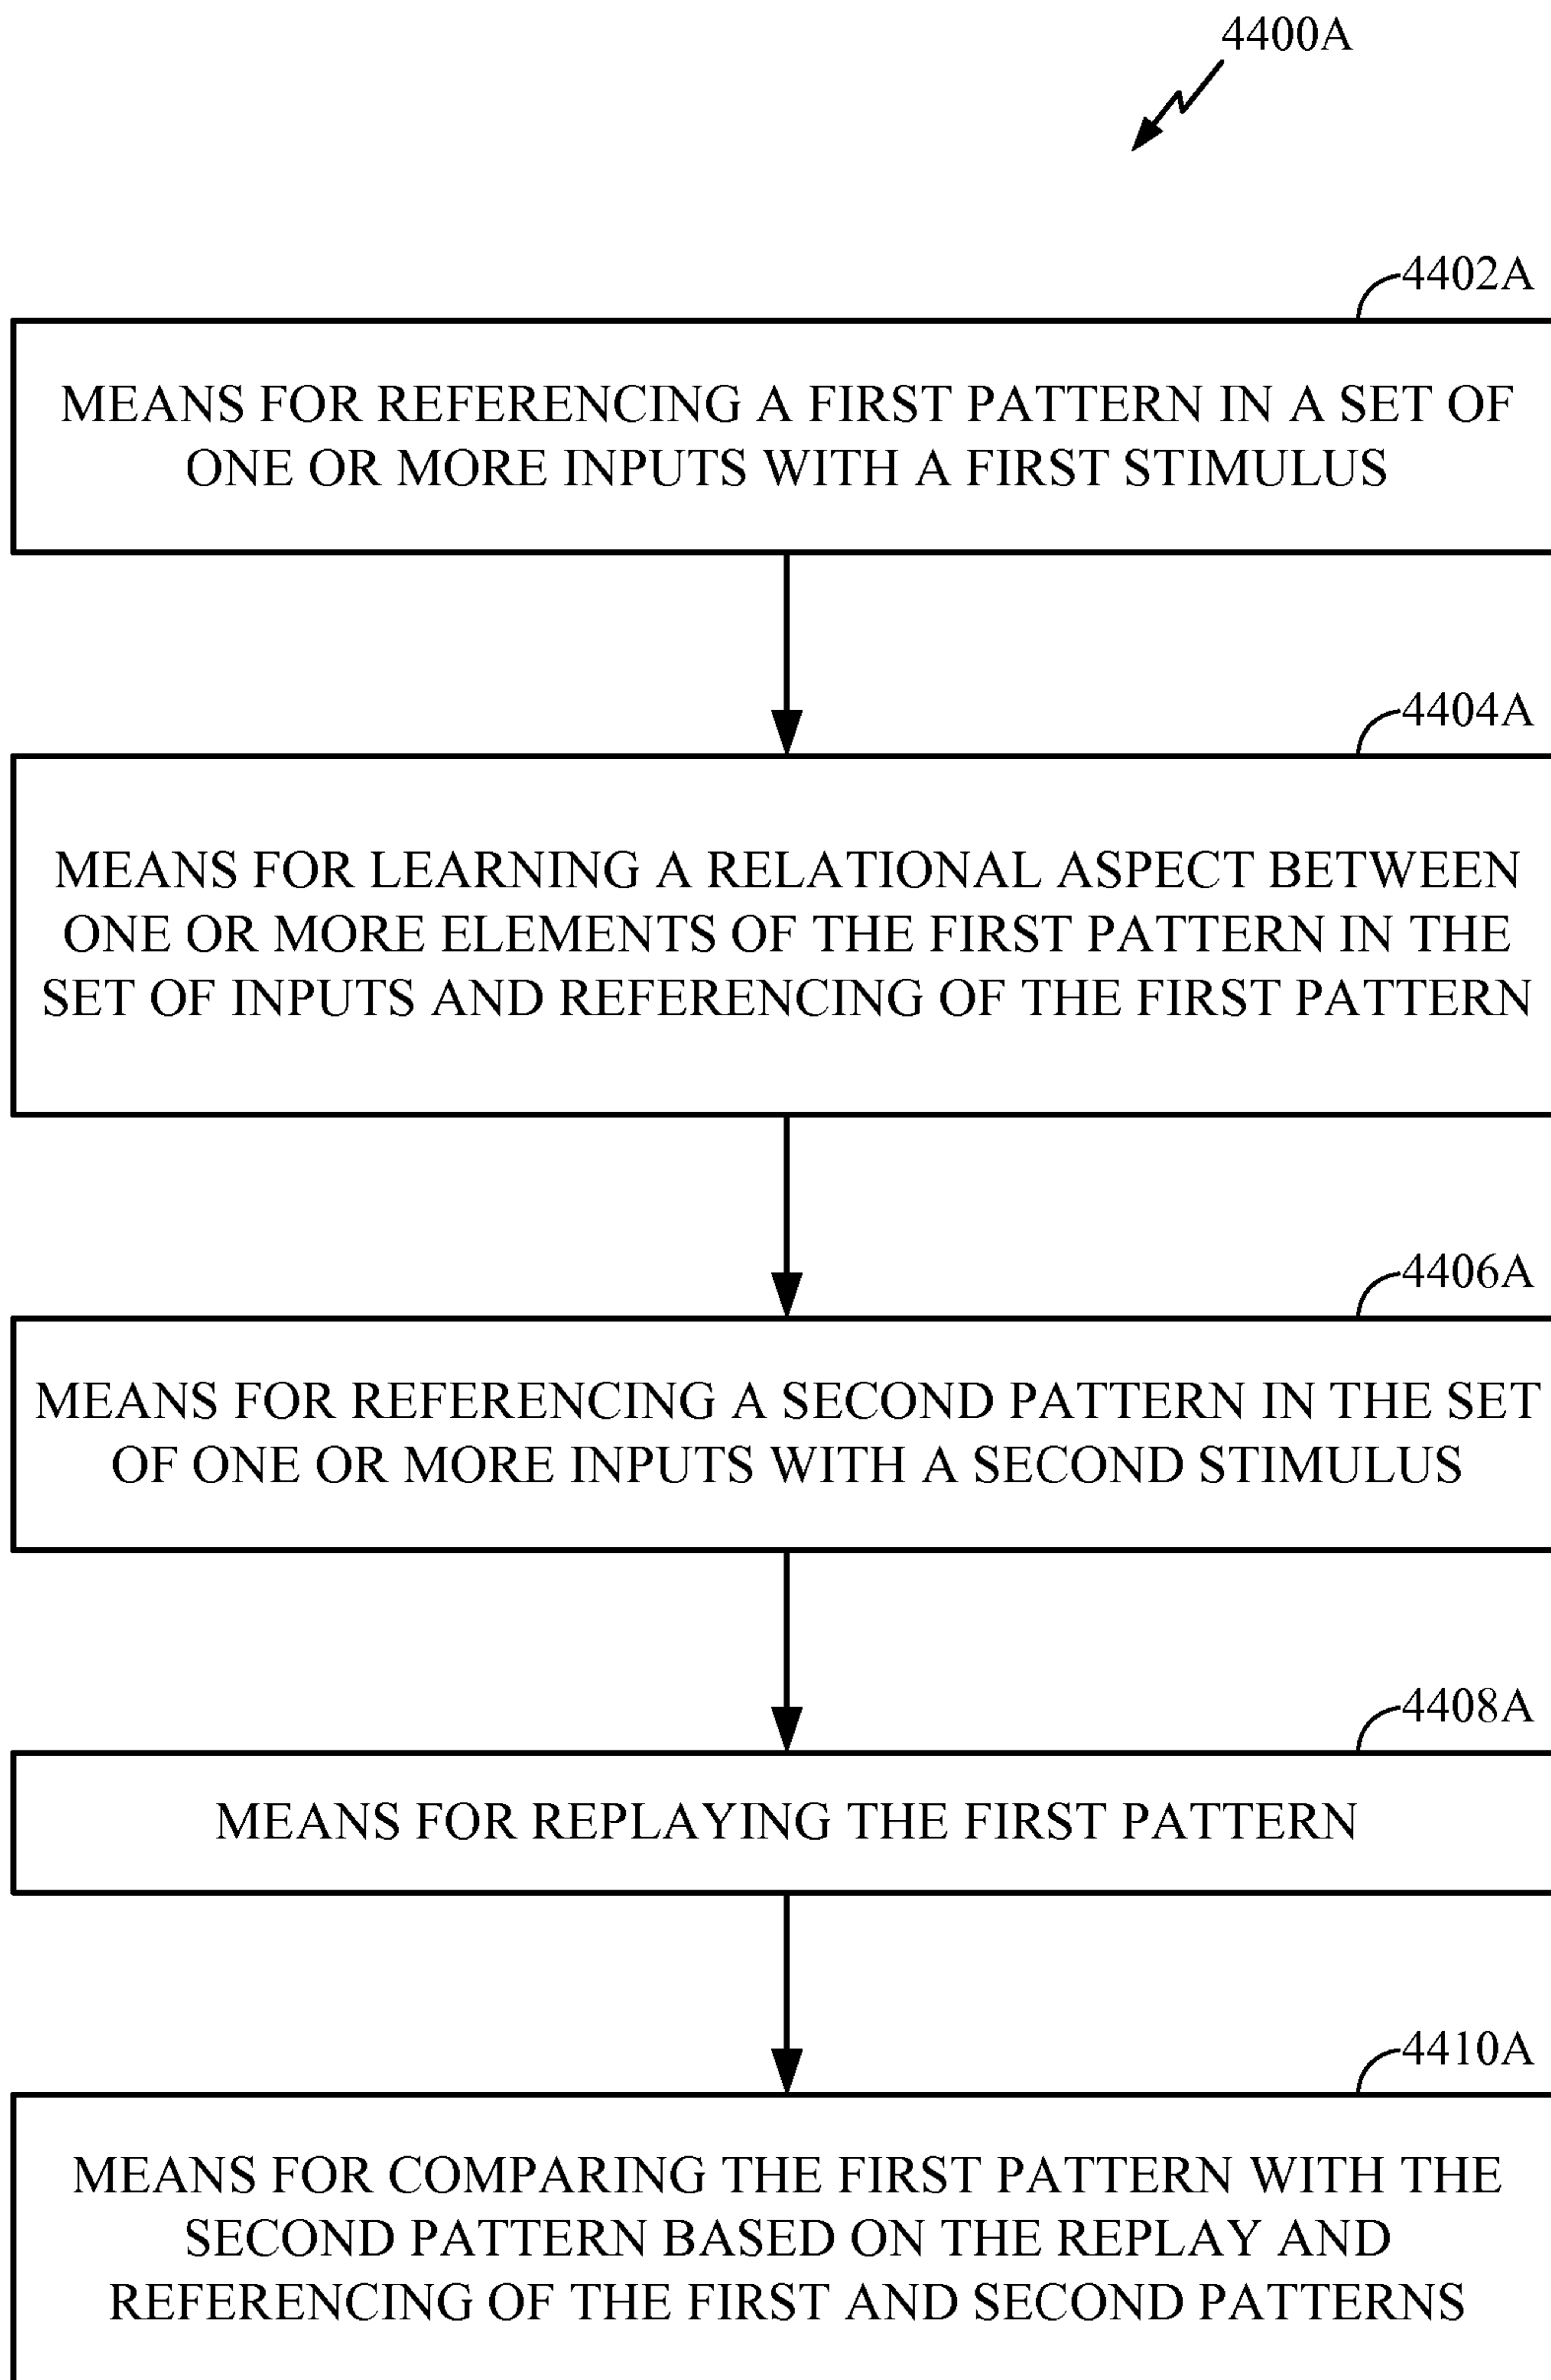 4400A
4402A
MEANS FOR REFERENCING A FIRST PATTERN IN A SET OF
ONE OR MORE INPUTS WITH A FIRST STIMULUS
4404A
MEANS FOR LEARNING A RELATIONAL ASPECT BETWEEN
ONE OR MORE ELEMENTS OF THE FIRST PATTERN IN THE
SET OF INPUTS AND REFERENCING OF THE FIRST PATTERN
4406A
MEANS FOR REFERENCING A SECOND PATTERN IN THE SET
OF ONE OR MORE INPUTS WITH A SECOND STIMULUS
4408A
MEANS FOR REPLAYING THE FIRST PATTERN
4410A
MEANS FOR COMPARING THE FIRST PATTERN WITH THE
SECOND PATTERN BASED ON THE REPLAY AND
REFERENCING OF THE FIRST AND SECOND PATTERNS